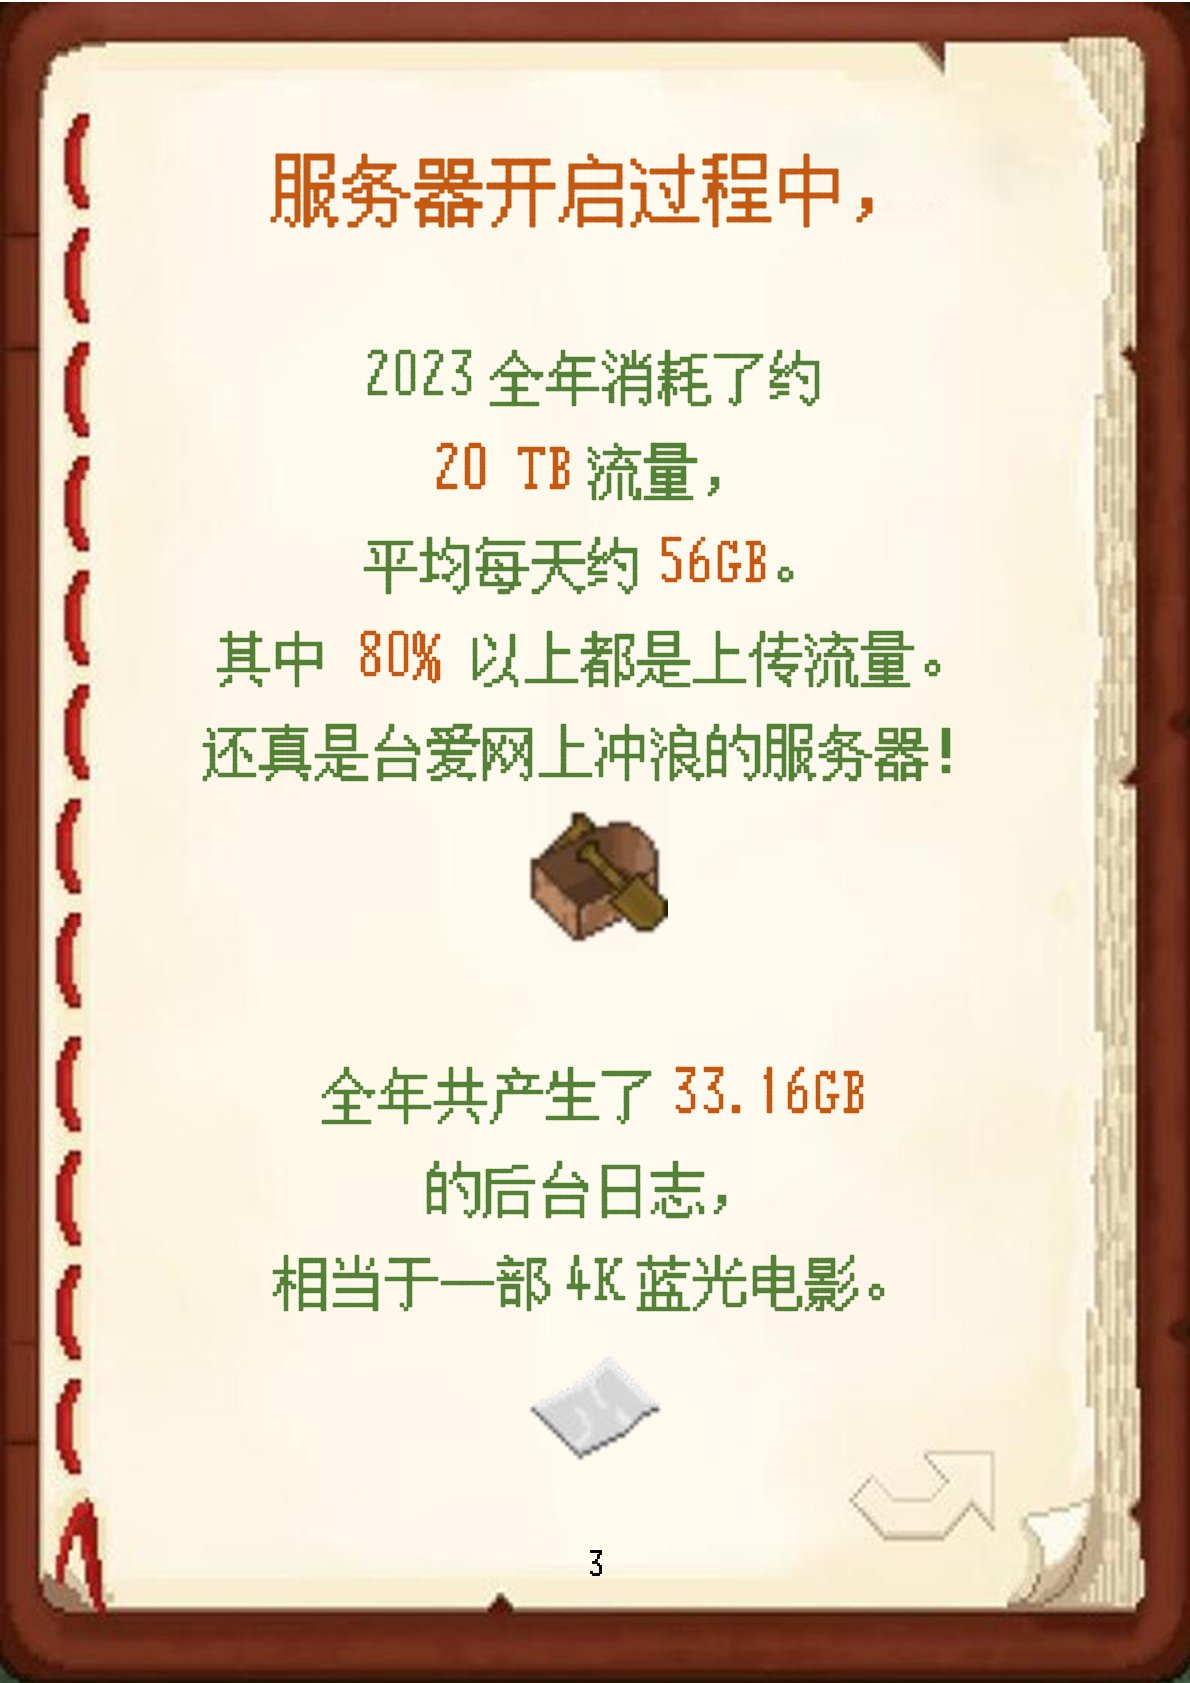 服务器开启过程中，
2023 全年消耗了约
20 TB 流量，
平均每天约 56GB。
其中 80% 以上都是上传流量。
还真是台爱网上冲浪的服务器！
全年共产生了 33.16GB
的后台日志，
相当于一部 4K 蓝光电影。
3